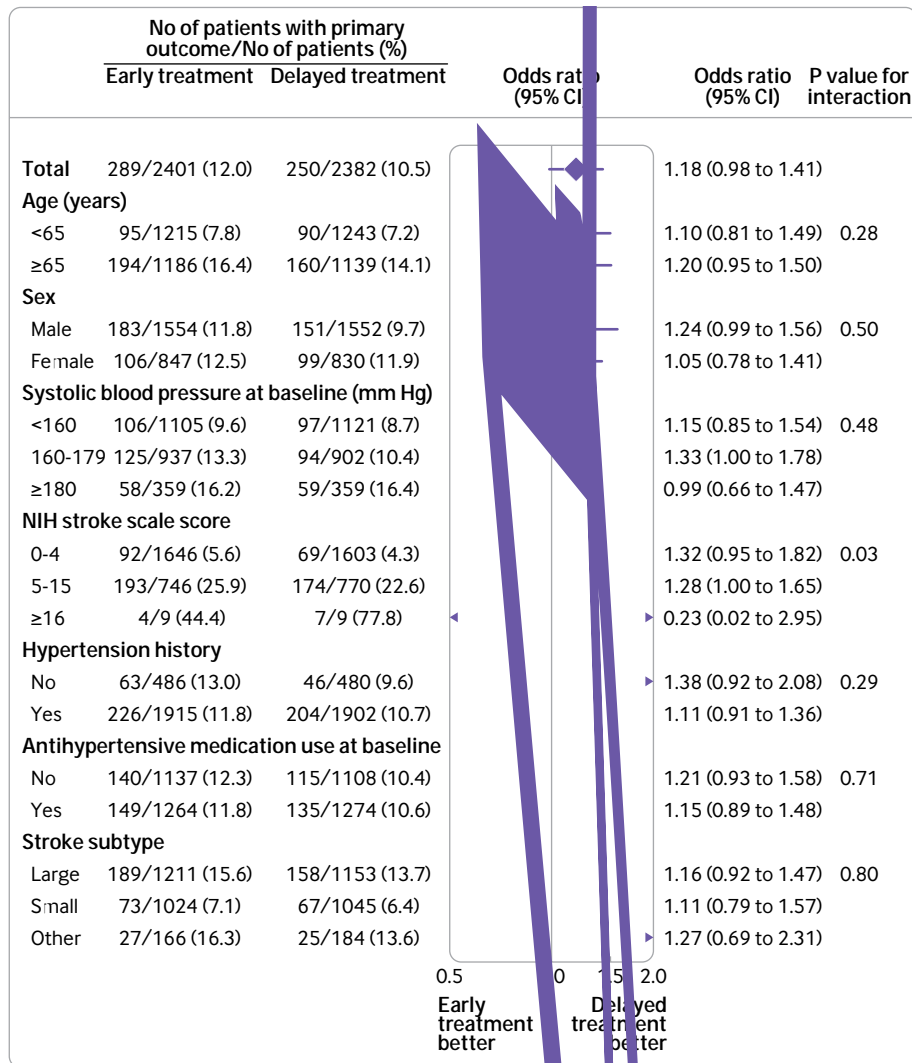 No of patients with primary
outcome/No of patients (%)
Early treatment Delayed treatment Odds ratio (95% CI) Odds ratio (95% CI) P value for interaction
Total 289/2401 (12.0) 250/2382 (10.5) 1.18 (0.98 to 1.41)
Age (years)
<65 95/1215 (7.8) 90/1243 (7.2) 1.10 (0.81 to 1.49) 0.28
≥65 194/1186 (16.4) 160/1139 (14.1) 1.20 (0.95 to 1.50)
Sex
Male 183/1554 (11.8) 151/1552 (9.7) 1.24 (0.99 to 1.56) 0.50
Female 106/847 (12.5) 99/830 (11.9) 1.05 (0.78 to 1.41)
Systolic blood pressure at baseline (mm Hg)
<160 106/1105 (9.6) 97/1121 (8.7) 1.15 (0.85 to 1.54) 0.48
160-179 125/937 (13.3) 94/902 (10.4) 1.33 (1.00 to 1.78)
≥180 58/359 (16.2) 59/359 (16.4) 0.99 (0.66 to 1.47)
NIH stroke scale score
0-4 92/1646 (5.6) 69/1603 (4.3) 1.32 (0.95 to 1.82) 0.03
5-15 193/746 (25.9) 174/770 (22.6) 1.28 (1.00 to 1.65)
≥16 4/9 (44.4) 7/9 (77.8) 0.23 (0.02 to 2.95)
Hypertension history
No 63/486 (13.0) 46/480 (9.6) 1.38 (0.92 to 2.08) 0.29
Yes 226/1915 (11.8) 204/1902 (10.7) 1.11 (0.91 to 1.36)
Antihypertensive medication use at baseline
No 140/1137 (12.3) 115/1108 (10.4) 1.21 (0.93 to 1.58) 0.71
Yes 149/1264 (11.8) 135/1274 (10.6) 1.15 (0.89 to 1.48)
Stroke subtype
Large 189/1211 (15.6) 158/1153 (13.7) 1.16 (0.92 to 1.47) 0.80
Small 73/1024 (7.1) 67/1045 (6.4) 1.11 (0.79 to 1.57)
Other 27/166 (16.3) 25/184 (13.6) 1.27 (0.69 to 2.31)
0.5 2.0
Early Delayed
treatment treatment
better better